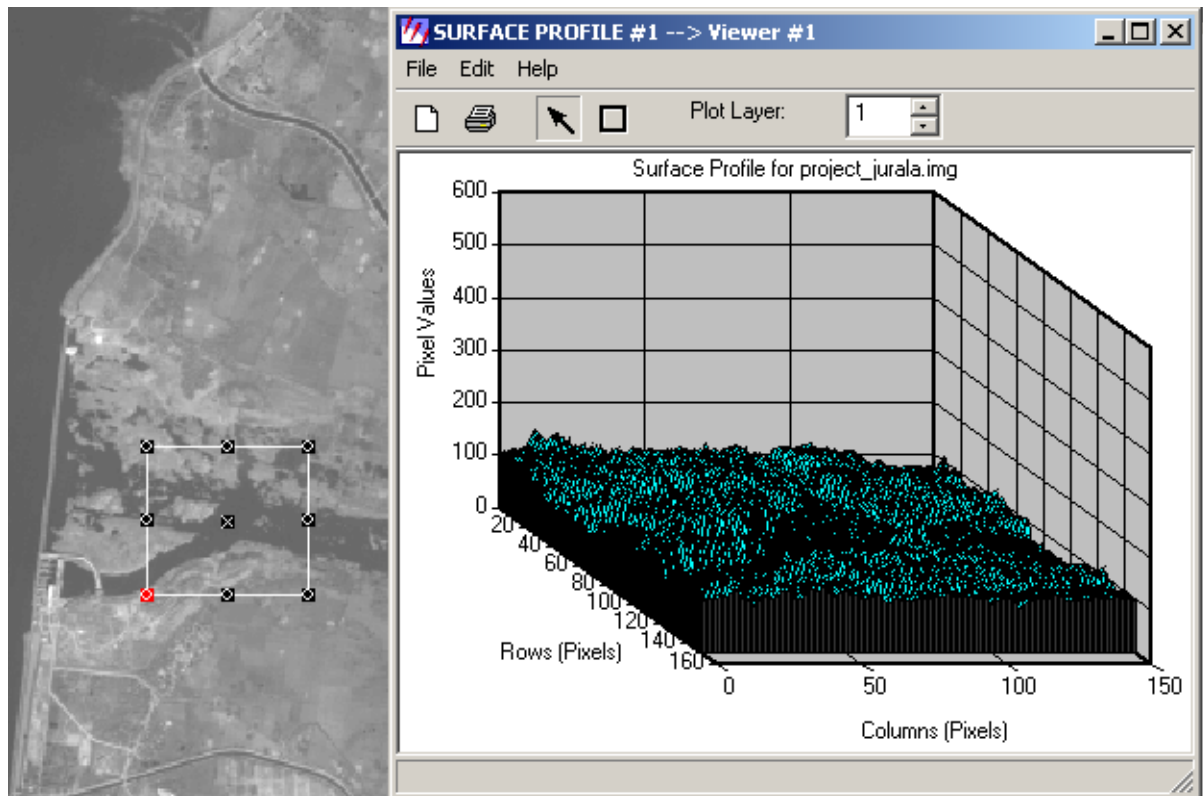 SURFACE PROFILE #1 --> Viewer #1
File Edit Help
Plot Layer: 1
Surface Profile for project_jurala.img
600
500
400
300
200
100
0
Pixel Values
20
40
60
80
100
120
140
160
Rows (Pixels)
0 50 100 150
Columns (Pixels)